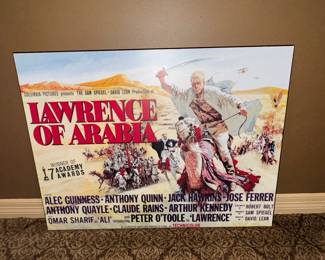 COLUMBIA PICTURES presents THE SAM SPIEGEL · DAVID LEAN Production of
LAWRENCE
OF ARABIA
WINNER OF
7 ACADEMY
AWARDS
ALEC GUINNESS · ANTHONY QUINN · JACK HAWKINS · JOSE FERRER
ANTHONY QUAYLE · CLAUDE RAINS · ARTHUR KENNEDY
OMAR SHARIF as 'ALI' PETER O'TOOLE as 'LAWRENCE'
ROBERT BOLT
SAM SPIEGEL
DAVID LEAN
TECHNICOLOR